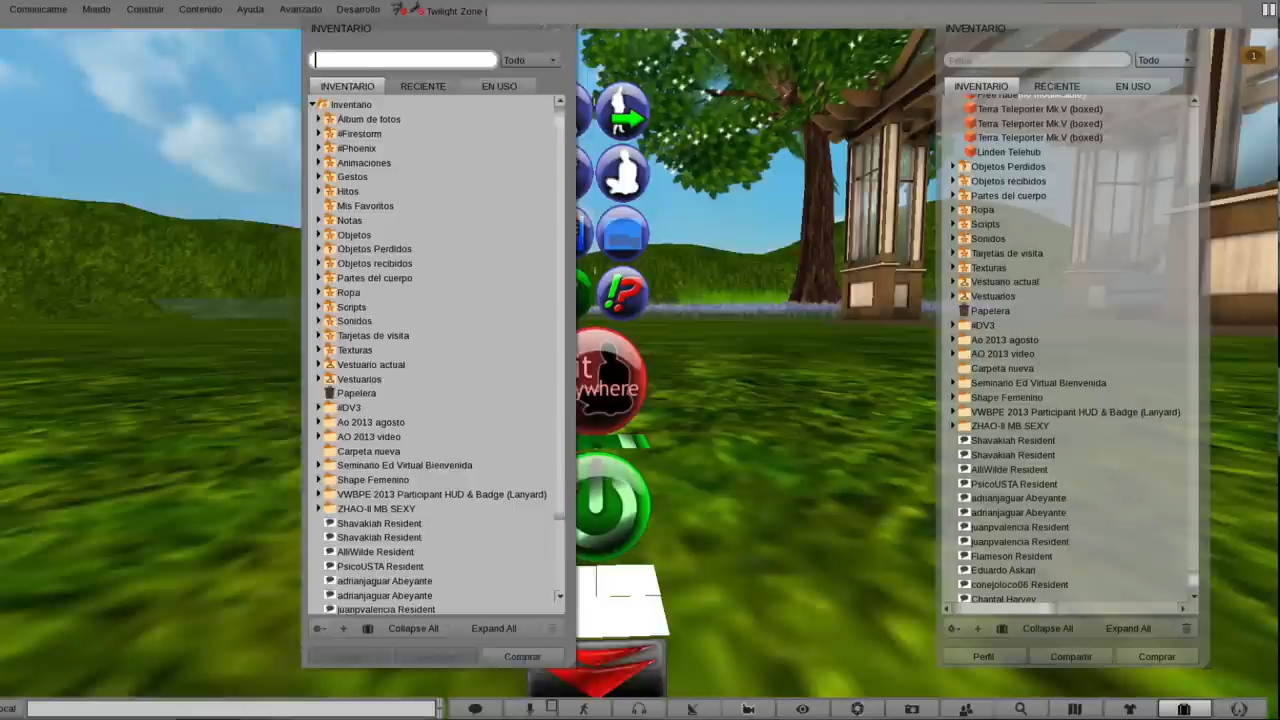 Comunicarme Mundo Construir Contenido Ayuda Avanzado Desarrollo Twilight Zone (
INVENTARIO
Todo
INVENTARIO RECIENTE EN USO
Inventario
Álbum de fotos
#Firestorm
#Phoenix
Animaciones
Gestos
Hitos
Mis Favoritos
Notas
Objetos
Objetos Perdidos
Objetos recibidos
Partes del cuerpo
Ropa
Scripts
Sonidos
Tarjetas de visita
Texturas
Vestuario actual
Vestuarios
Papelera
#DV3
Ao 2013 agosto
AO 2013 video
Carpeta nueva
Seminario Ed Virtual Bienvenida
Shape Femenino
VWBPE 2013 Participant HUD & Badge (Lanyard)
ZHAO-II MB SEXY
Shavakiah Resident
Shavakiah Resident
AlliWilde Resident
PsicoUSTA Resident
adrianjaguar Abeyante
adrianjaguar Abeyante
juanpvalencia Resident
Collapse All Expand All
Comprar
!?
it
ywhere
INVENTARIO
Filtrar Todo
1
INVENTARIO RECIENTE EN USO
Terra Teleporter Mk.V (boxed)
Terra Teleporter Mk.V (boxed)
Terra Teleporter Mk.V (boxed)
Linden Telehub
Objetos Perdidos
Objetos recibidos
Partes del cuerpo
Ropa
Scripts
Sonidos
Tarjetas de visita
Texturas
Vestuario actual
Vestuarios
Papelera
#DV3
Ao 2013 agosto
AO 2013 video
Carpeta nueva
Seminario Ed Virtual Bienvenida
Shape Femenino
VWBPE 2013 Participant HUD & Badge (Lanyard)
ZHAO-II MB SEXY
Shavakiah Resident
Shavakiah Resident
AlliWilde Resident
PsicoUSTA Resident
adrianjaguar Abeyante
adrianjaguar Abeyante
juanpvalencia Resident
juanpvalencia Resident
Flameson Resident
Eduardo Askari
conejoloco06 Resident
Chantal Harvey
Collapse All Expand All
Perfil Compartir Comprar
ocal